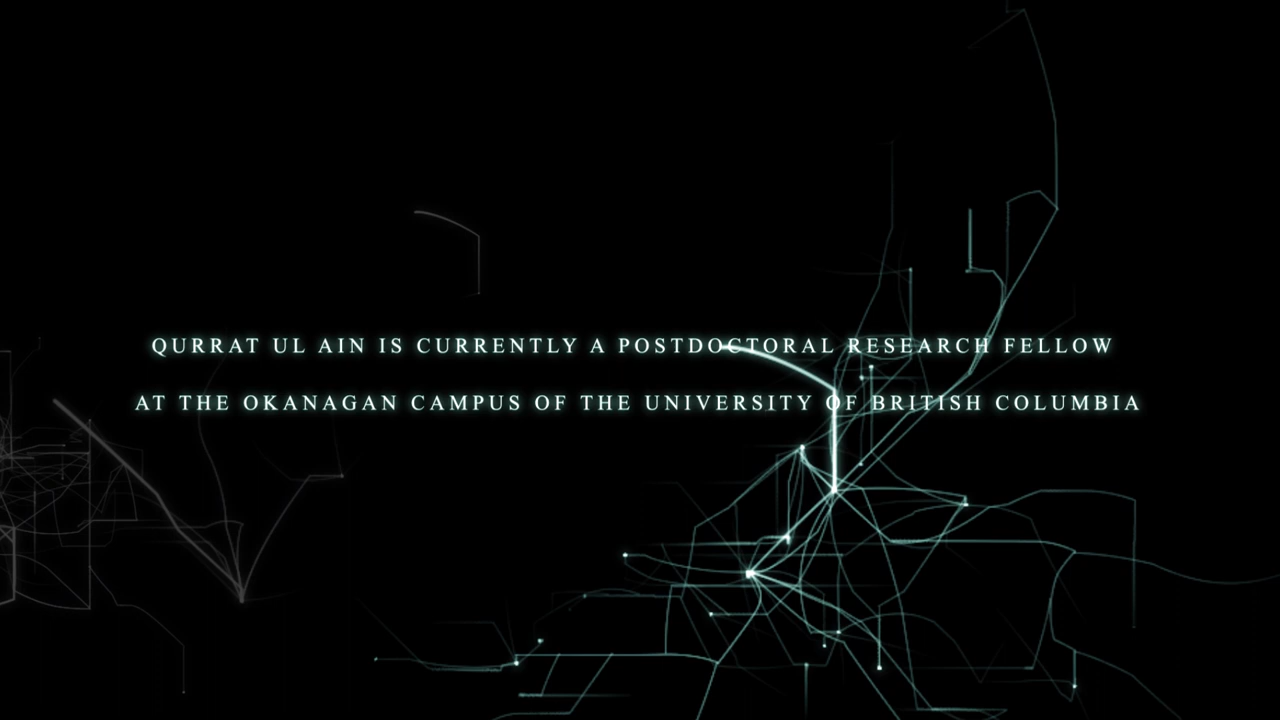 QURRAT UL AIN IS CURRENTLY A POSTDOCTORAL RESEARCH FELLOW
AT THE OKANAGAN CAMPUS OF THE UNIVERSITY OF BRITISH COLUMBIA